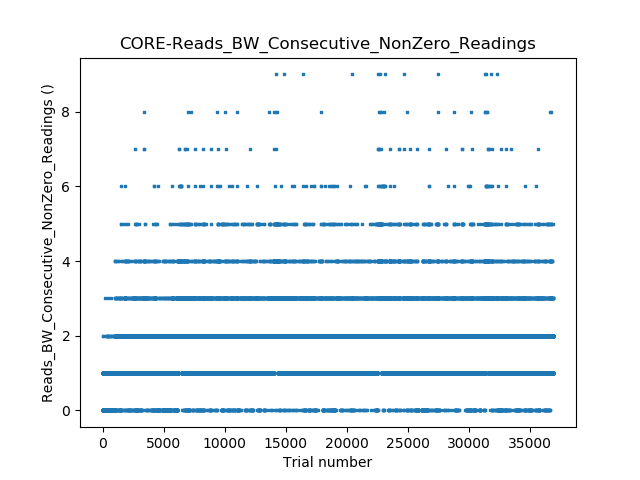 CORE-Reads_BW_Consecutive_NonZero_Readings
Reads_BW_Consecutive_NonZero_Readings ()
8
6
4
2
0
0 5000 10000 15000 20000 25000 30000 35000
Trial number